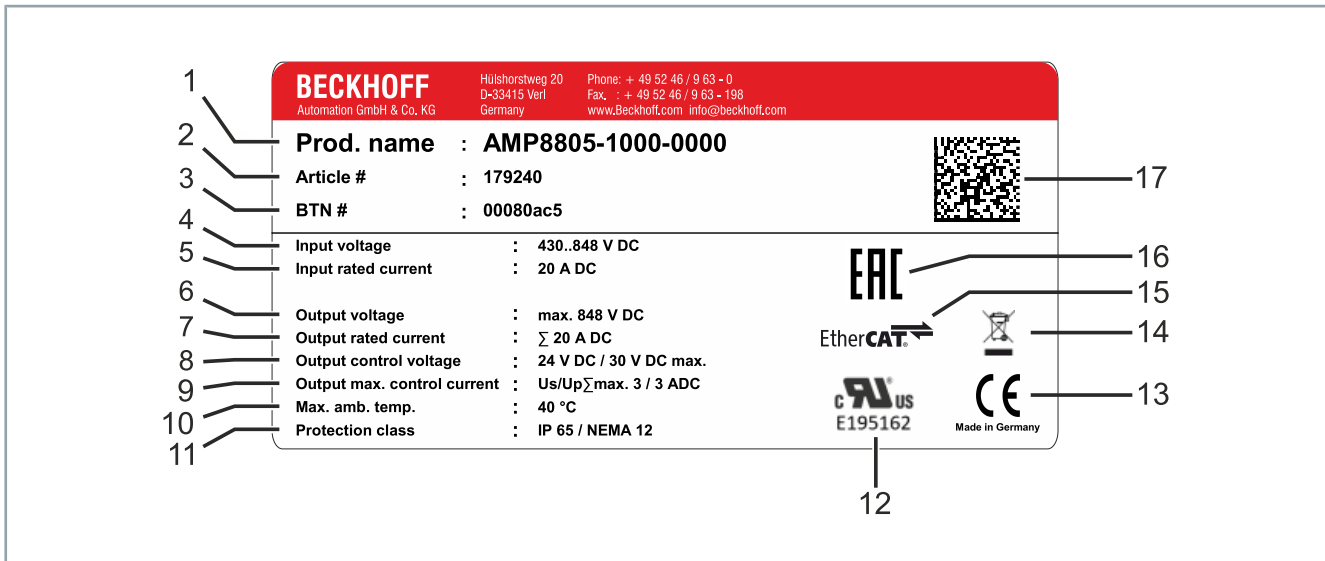 BECKHOFF
Automation GmbH & Co. KG
Hülshorstweg 20
D-33415 Verl
Germany
Phone: + 49 52 46 / 9 63 - 0
Fax. : + 49 52 46 / 9 63 - 198
www.Beckhoff.com info@beckhoff.com
1
Prod. name : AMP8805-1000-0000
2
Article # : 179240
3
BTN # : 00080ac5
17
4
Input voltage : 430..848 V DC
5
Input rated current : 20 A DC
6
Output voltage : max. 848 V DC
7
Output rated current : ∑ 20 A DC
8
Output control voltage : 24 V DC / 30 V DC max.
9
Output max. control current : Us/Up∑max. 3 / 3 ADC
10
Max. amb. temp. : 40 °C
11
Protection class : IP 65 / NEMA 12
EAC
16
EtherCAT®
15
14
c RU US
E195162
12
CE
Made in Germany
13